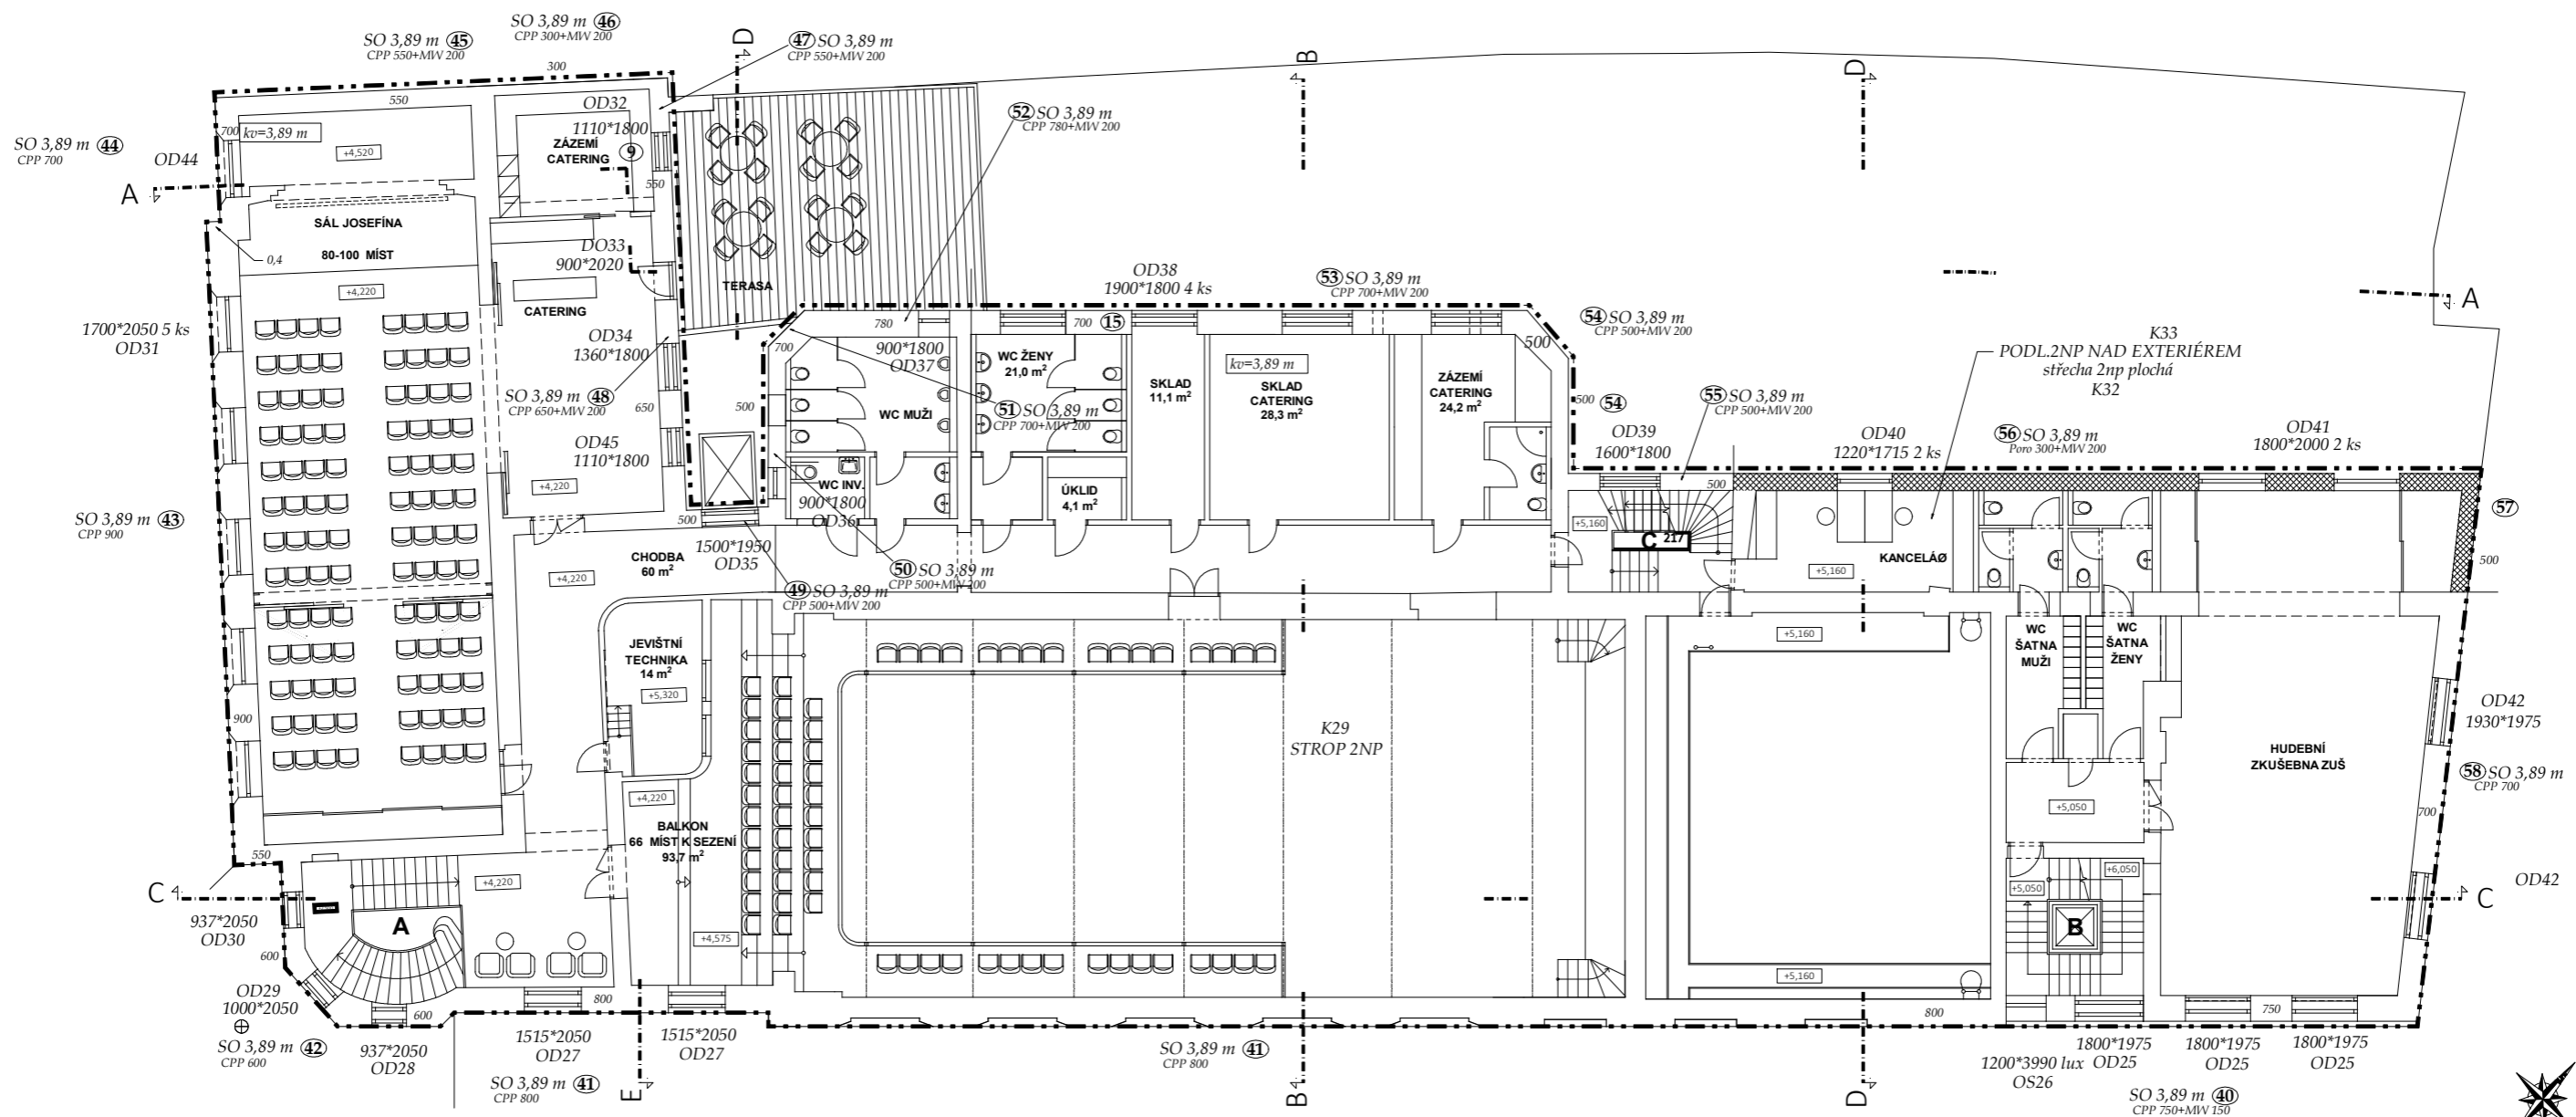 SO 3,89 m 46
CPP 300+MW 200
SO 3,89 m 45
CPP 550+MW 200
D
47 SO 3,89 m
CPP 550+MW 200
B
D
300
550
OD32
1110*1800
52 SO 3,89 m
CPP 780+MW 200
700
kv=3,89 m
SO 3,89 m 44
CPP 700
OD44
+4,520
ZÁZEMÍ
CATERING
9
550
A
SÁL JOSEFÍNA
80-100 MÍST
0,4
DO33
900*2020
TERASA
+4,220
CATERING
OD38
1900*1800 4 ks
53 SO 3,89 m
CPP 700+MW 200
A
1700*2050 5 ks
OD31
OD34
1360*1800
780
700
15
54 SO 3,89 m
CPP 500+MW 200
500
K33
PODL.2NP NAD EXTERIÉREM
střecha 2np plochá
K32
700
900*1800
OD37
WC ŽENY
21,0 m²
kv=3,89 m
SKLAD
11,1 m²
SKLAD
CATERING
28,3 m²
ZÁZEMÍ
CATERING
24,2 m²
SO 3,89 m 48
CPP 650+MW 200
650
500
WC MUŽI
51 SO 3,89 m
CPP 700+MW 200
500
54
55 SO 3,89 m
CPP 500+MW 200
OD45
1110*1800
OD39
1600*1800
OD40
1220*1715 2 ks
56 SO 3,89 m
Poro 300+MW 200
OD41
1800*2000 2 ks
+4,220
WC INV.
900*1800
OD36
ÚKLID
4,1 m²
500
57
SO 3,89 m 43
CPP 900
500
1500*1950
OD35
+5,160
C 217
CHODBA
60 m²
+4,220
50 SO 3,89 m
CPP 500+MW 200
49 SO 3,89 m
CPP 500+MW 200
KANCELÁØ
+5,160
500
JEVIŠTNÍ
TECHNIKA
14 m²
+5,320
+5,160
WC
ŠATNA
MUŽI
WC
ŠATNA
ŽENY
900
K29
STROP 2NP
OD42
1930*1975
HUDEBNÍ
ZKUŠEBNA ZUŠ
58 SO 3,89 m
CPP 700
+4,220
BALKON
66 MÍST K SEZENÍ
93,7 m²
+5,050
700
550
+4,220
+6,050
+5,050
OD42
C
C
937*2050
OD30
A
B
+4,575
600
+5,160
OD29
1000*2050
800
600
800
750
SO 3,89 m 42
CPP 600
937*2050
OD28
1515*2050
OD27
1515*2050
OD27
SO 3,89 m 41
CPP 800
1200*3990 lux
OS26
1800*1975
OD25
1800*1975
OD25
1800*1975
OD25
SO 3,89 m 41
CPP 800
E
B
D
SO 3,89 m 40
CPP 750+MW 150